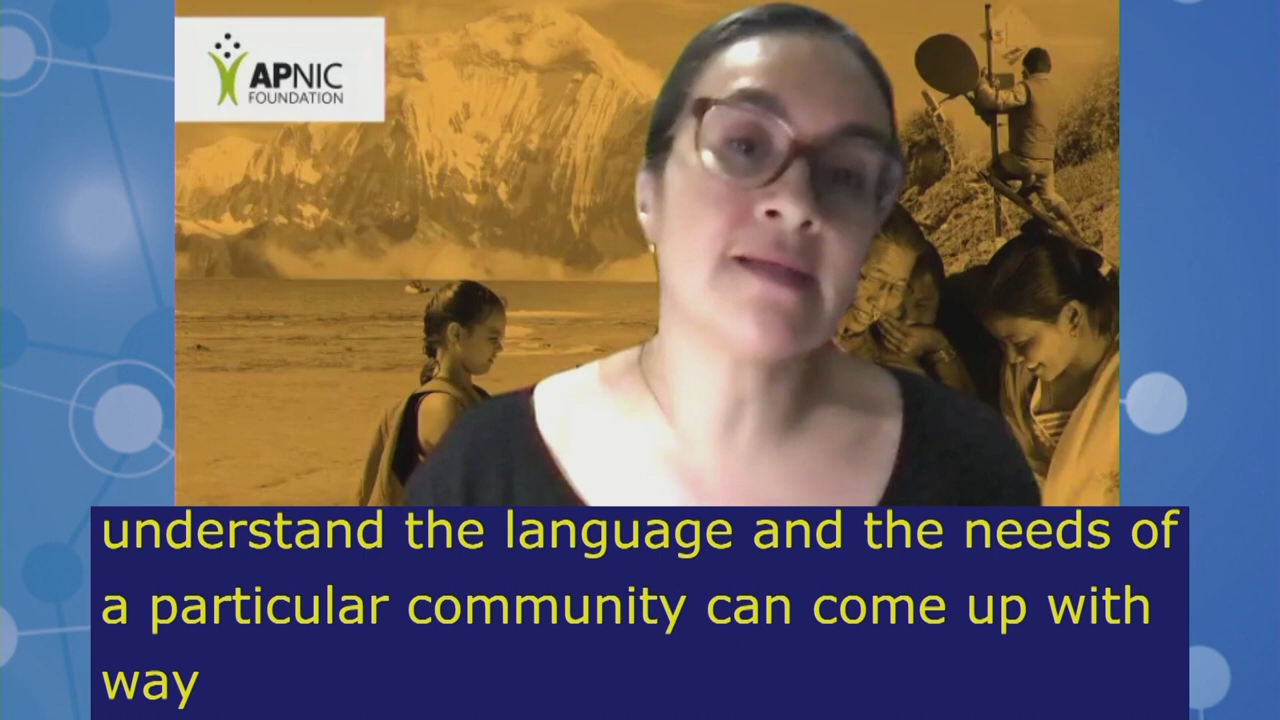 APNIC
FOUNDATION
understand the language and the needs of
a particular community can come up with
way